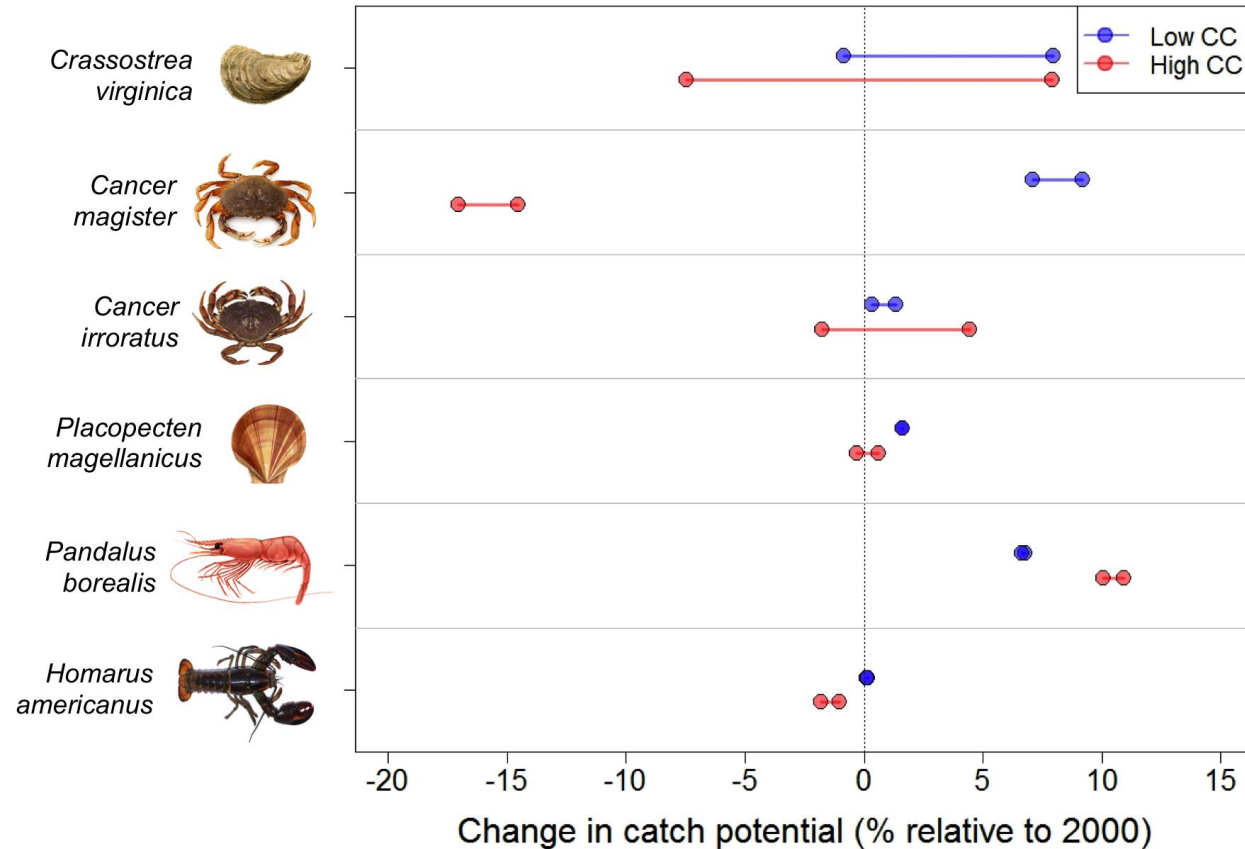 Crassostrea
virginica
Low CC
High CC
Cancer
magister
Cancer
irroratus
Placopecten
magellanicus
Pandalus
borealis
Homarus
americanus
-20 -15 -10 -5 0 5 10 15
Change in catch potential (% relative to 2000)